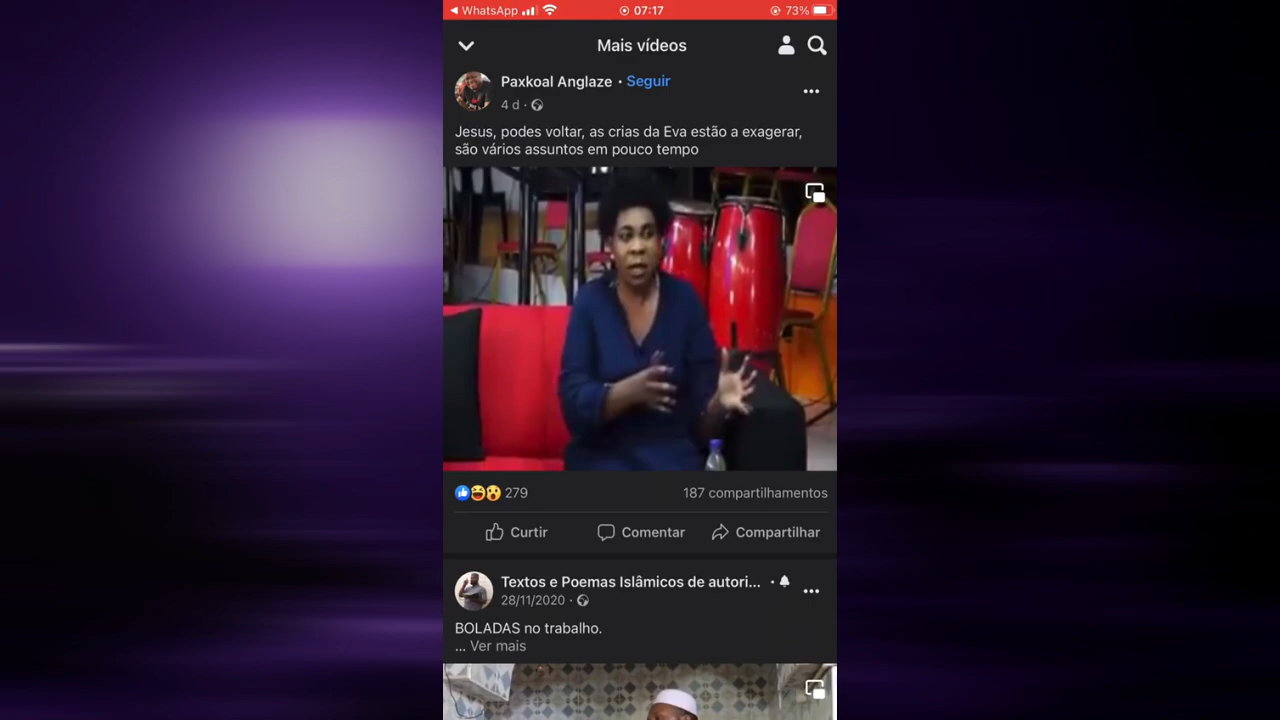 WhatsApp 07:17 73%
Mais vídeos
Paxkoal Anglaze · Seguir
4 d ·
Jesus, podes voltar, as crias da Eva estão a exagerar,
são vários assuntos em pouco tempo
279 187 compartilhamentos
Curtir Comentar Compartilhar
Textos e Poemas Islâmicos de autori... ·
28/11/2020 ·
BOLADAS no trabalho.
... Ver mais